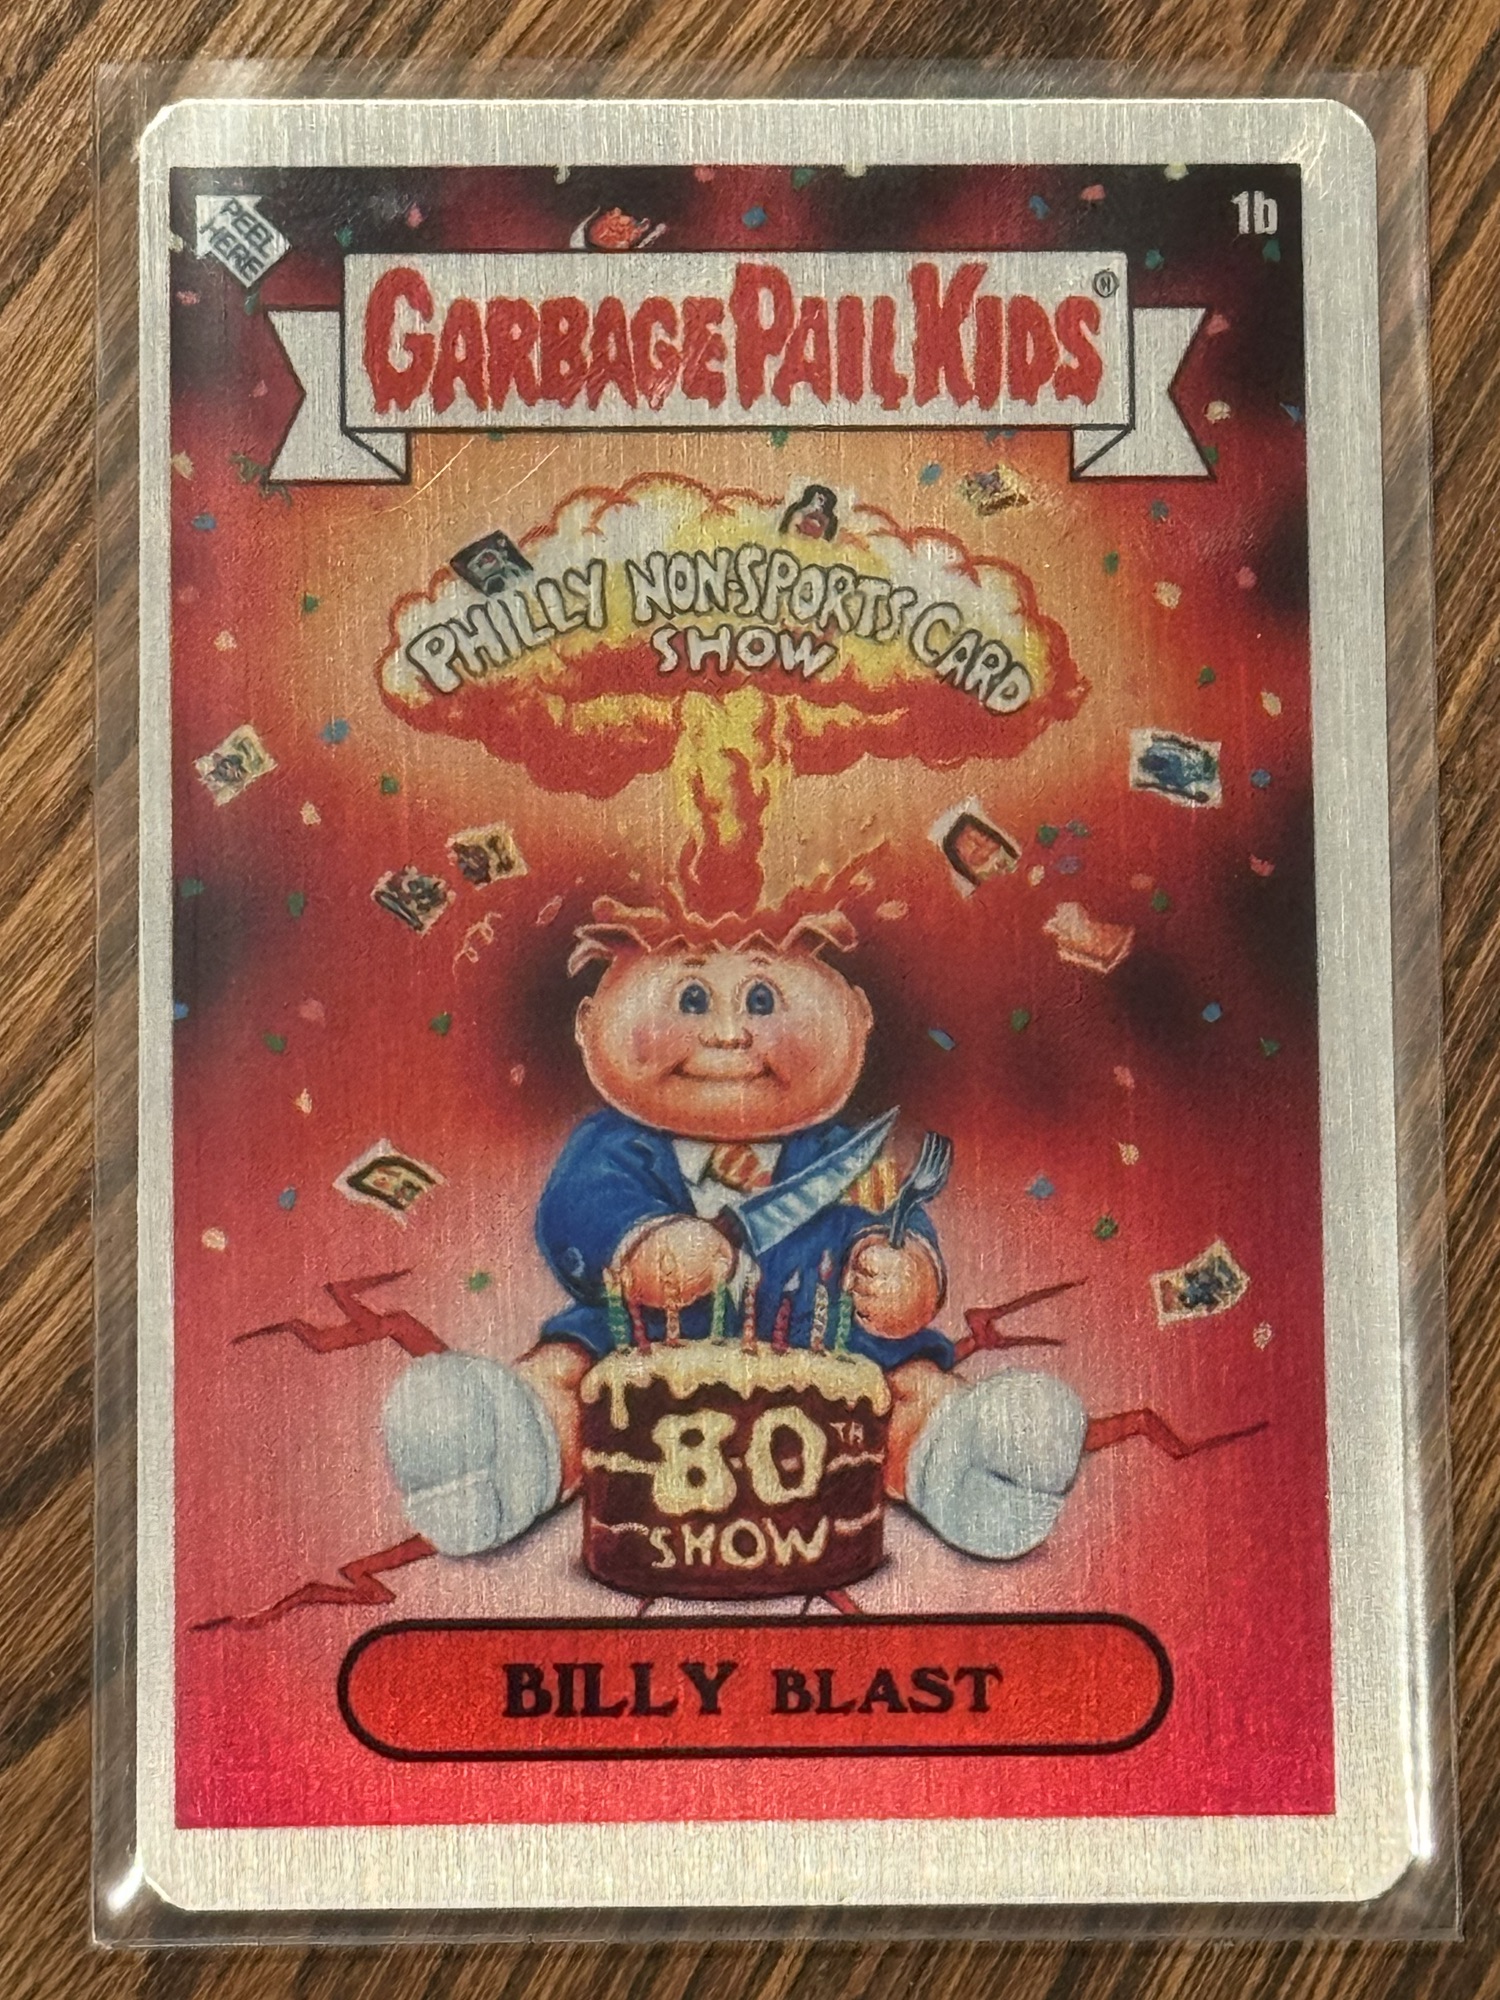 PEEL
HERE
1b
GARBAGE PAIL KIDS®
PHILLY NON-SPORTS CARD
SHOW
80TH
SHOW
BILLY BLAST